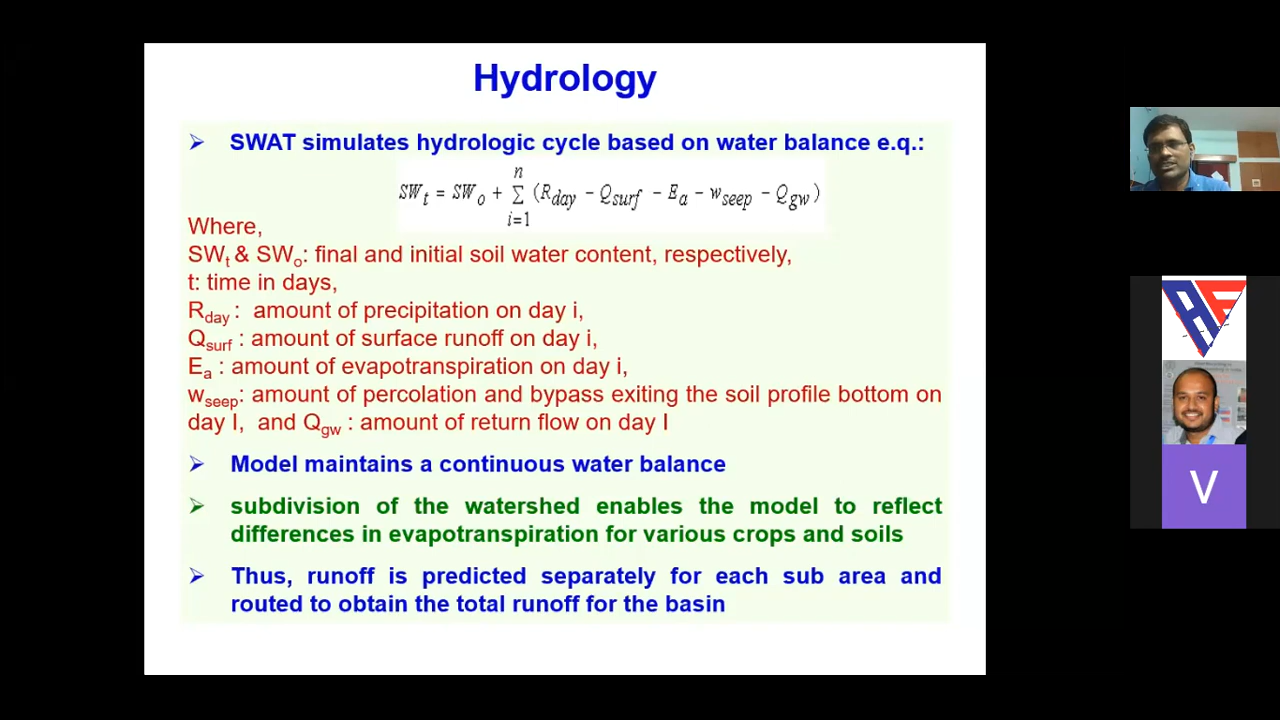 Hydrology
➢ SWAT simulates hydrologic cycle based on water balance e.q.:
SW_t = SW_o + Σ_{i=1}^{n} (R_day - Q_surf - E_a - w_seep - Q_gw)
Where,
SW_t & SW_o: final and initial soil water content, respectively,
t: time in days,
R_day : amount of precipitation on day i,
Q_surf : amount of surface runoff on day i,
E_a : amount of evapotranspiration on day i,
w_seep: amount of percolation and bypass exiting the soil profile bottom on
day I, and Q_gw : amount of return flow on day I
➢ Model maintains a continuous water balance
➢ subdivision of the watershed enables the model to reflect
differences in evapotranspiration for various crops and soils
➢ Thus, runoff is predicted separately for each sub area and
routed to obtain the total runoff for the basin
V